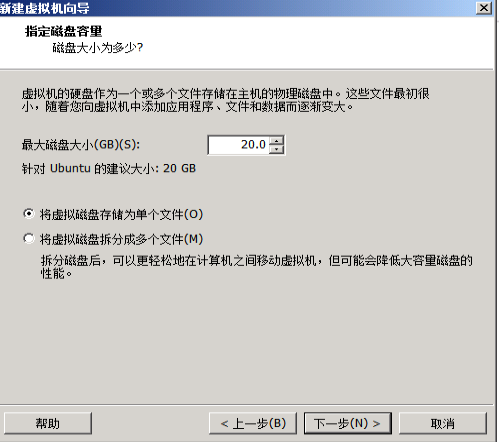 新建虚拟机向导
指定磁盘容量
磁盘大小为多少?
虚拟机的硬盘作为一个或多个文件存储在主机的物理磁盘中。这些文件最初很
小，随着您向虚拟机中添加应用程序、文件和数据而逐渐变大。
最大磁盘大小(GB)(S):
20.0
针对 Ubuntu 的建议大小: 20 GB
将虚拟磁盘存储为单个文件(O)
将虚拟磁盘拆分成多个文件(M)
拆分磁盘后，可以更轻松地在计算机之间移动虚拟机，但可能会降低大容量磁盘的
性能。
帮助
< 上一步(B)
下一步(N) >
取消